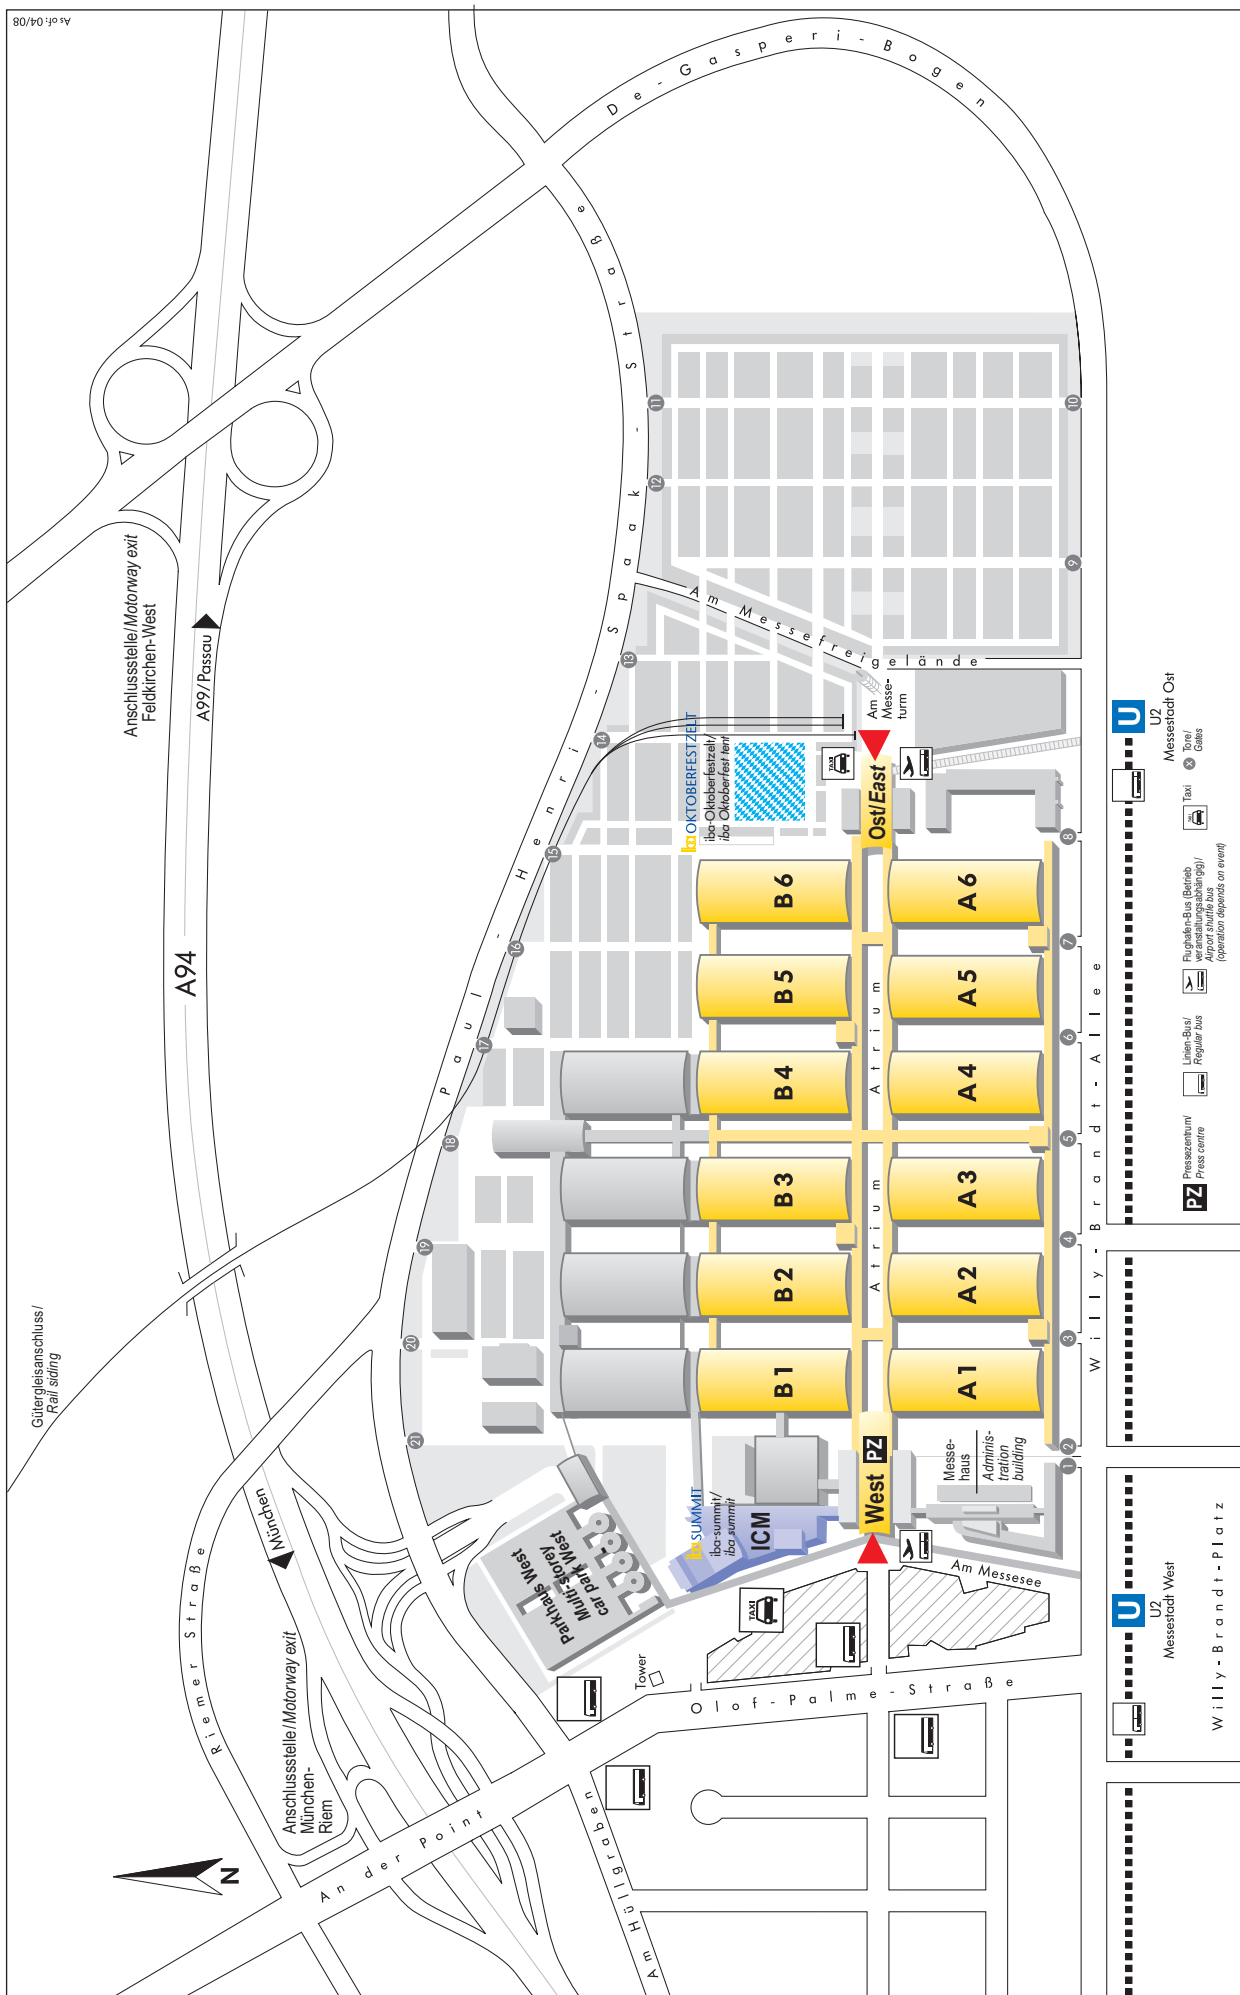 As of: 04/08
De-Gasperi-Bogen
Anschlussstelle/Motorway exit
Feldkirchen-West
A99/Passau
A94
Paul-Henri-Spaak-Straße
Gütergleisanschluss/
Rail siding
München
Riemer Straße
Anschlussstelle/Motorway exit
München-
Riem
N
An der Point
Am Hüllgraben
Olof-Palme-Straße
Tower
Parkhaus West
Multi-storey
car park West
iba SUMMIT
iba-summit/
iba summit
ICM
West PZ
Messe-
haus
Adminis-
tration
building
Am Messesee
TAXI
iba OKTOBERFESTZELT
iba-Oktoberfestzelt/
iba Oktoberfest tent
TAXI
Ost/East
Am
Messe-
turm
Am Messefreigelände
B1
B2
B3
B4
B5
B6
Atrium
Atrium
Atrium
A1
A2
A3
A4
A5
A6
1
2
3
4
5
6
7
8
9
10
11
12
13
14
15
16
17
18
19
20
21
Willy-Brandt-Allee
U
U2
Messestadt West
Willy-Brandt-Platz
U
U2
Messestadt Ost
PZ
Pressezentrum/
Press centre
Linien-Bus/
Regular bus
Flughafen-Bus (Betrieb
veranstaltungsabhängig)/
Airport shuttle bus
(operation depends on event)
TAXI
Taxi
X
Tore/
Gates